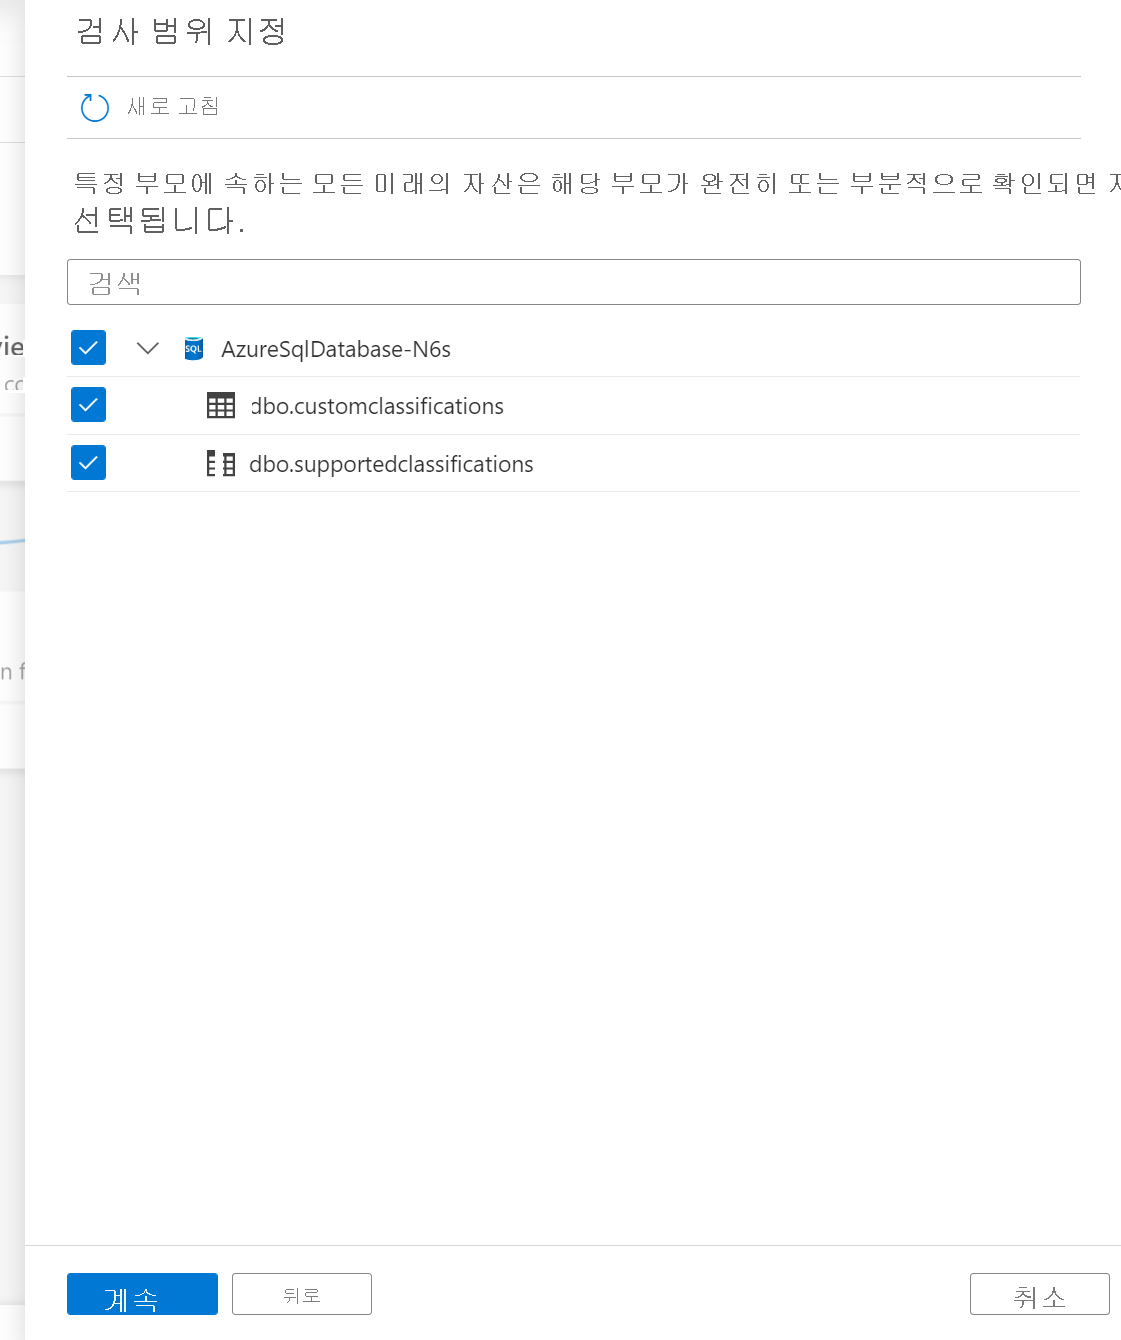 검사 범위 지정
새로 고침
특정 부모에 속하는 모든 미래의 자산은 해당 부모가 완전히 또는 부분적으로 확인되면
선택됩니다.
검색
AzureSqlDatabase-N6s
dbo.customclassifications
dbo.supportedclassifications
계속
뒤로
취소